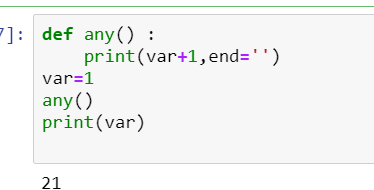 7]: def any() :
    print(var+1,end='')
var=1
any()
print(var)
21